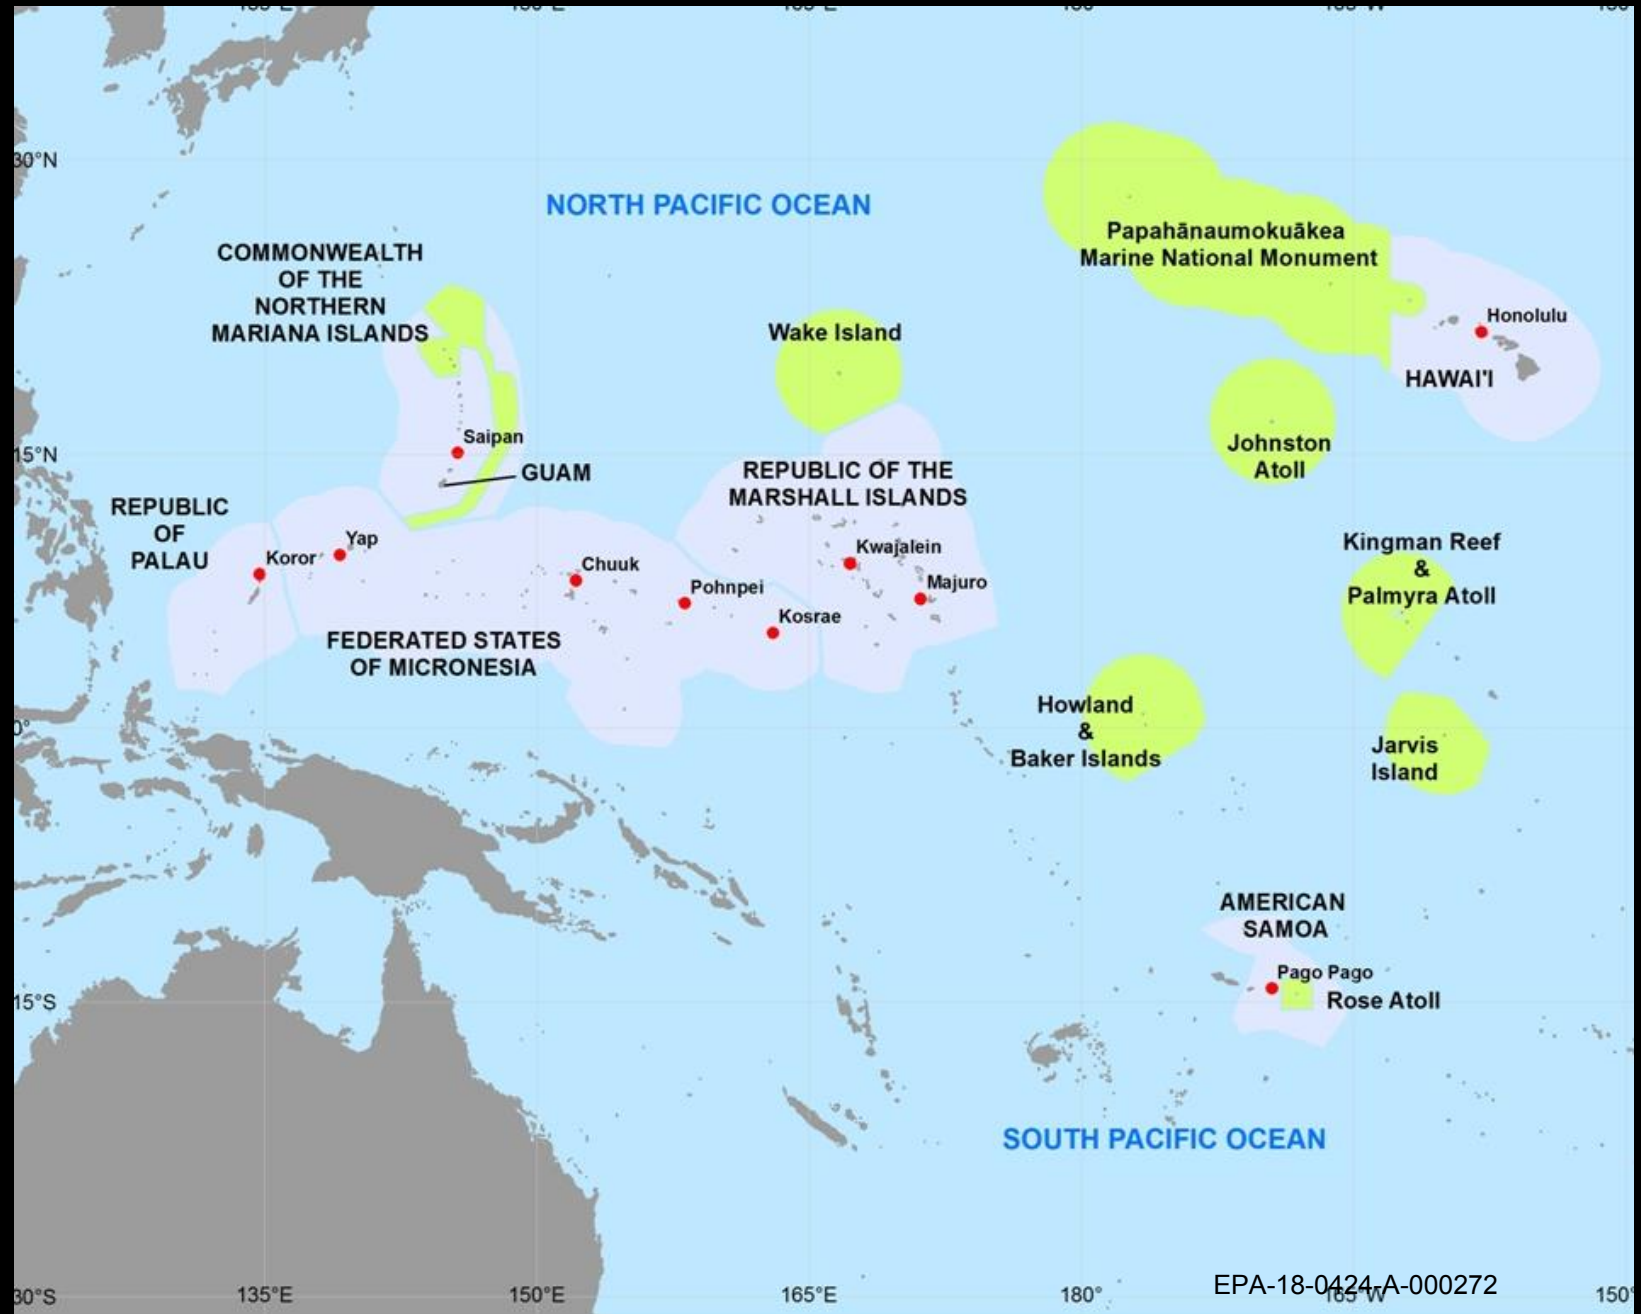 30°N
NORTH PACIFIC OCEAN
Papahānaumokuākea
Marine National Monument
COMMONWEALTH
OF THE
NORTHERN
MARIANA ISLANDS
Wake Island
Honolulu
HAWAI'I
Saipan
15°N
GUAM
Johnston
Atoll
REPUBLIC OF THE
MARSHALL ISLANDS
REPUBLIC
OF
PALAU
Yap
Koror
Chuuk
Pohnpei
Kosrae
Kwajalein
Majuro
Kingman Reef
&
Palmyra Atoll
FEDERATED STATES
OF MICRONESIA
Howland
&
Baker Islands
0°
Jarvis
Island
AMERICAN
SAMOA
Pago Pago
Rose Atoll
15°S
SOUTH PACIFIC OCEAN
EPA-18-0424-A-000272
30°S
135°E
150°E
165°E
180°
165°W
150°